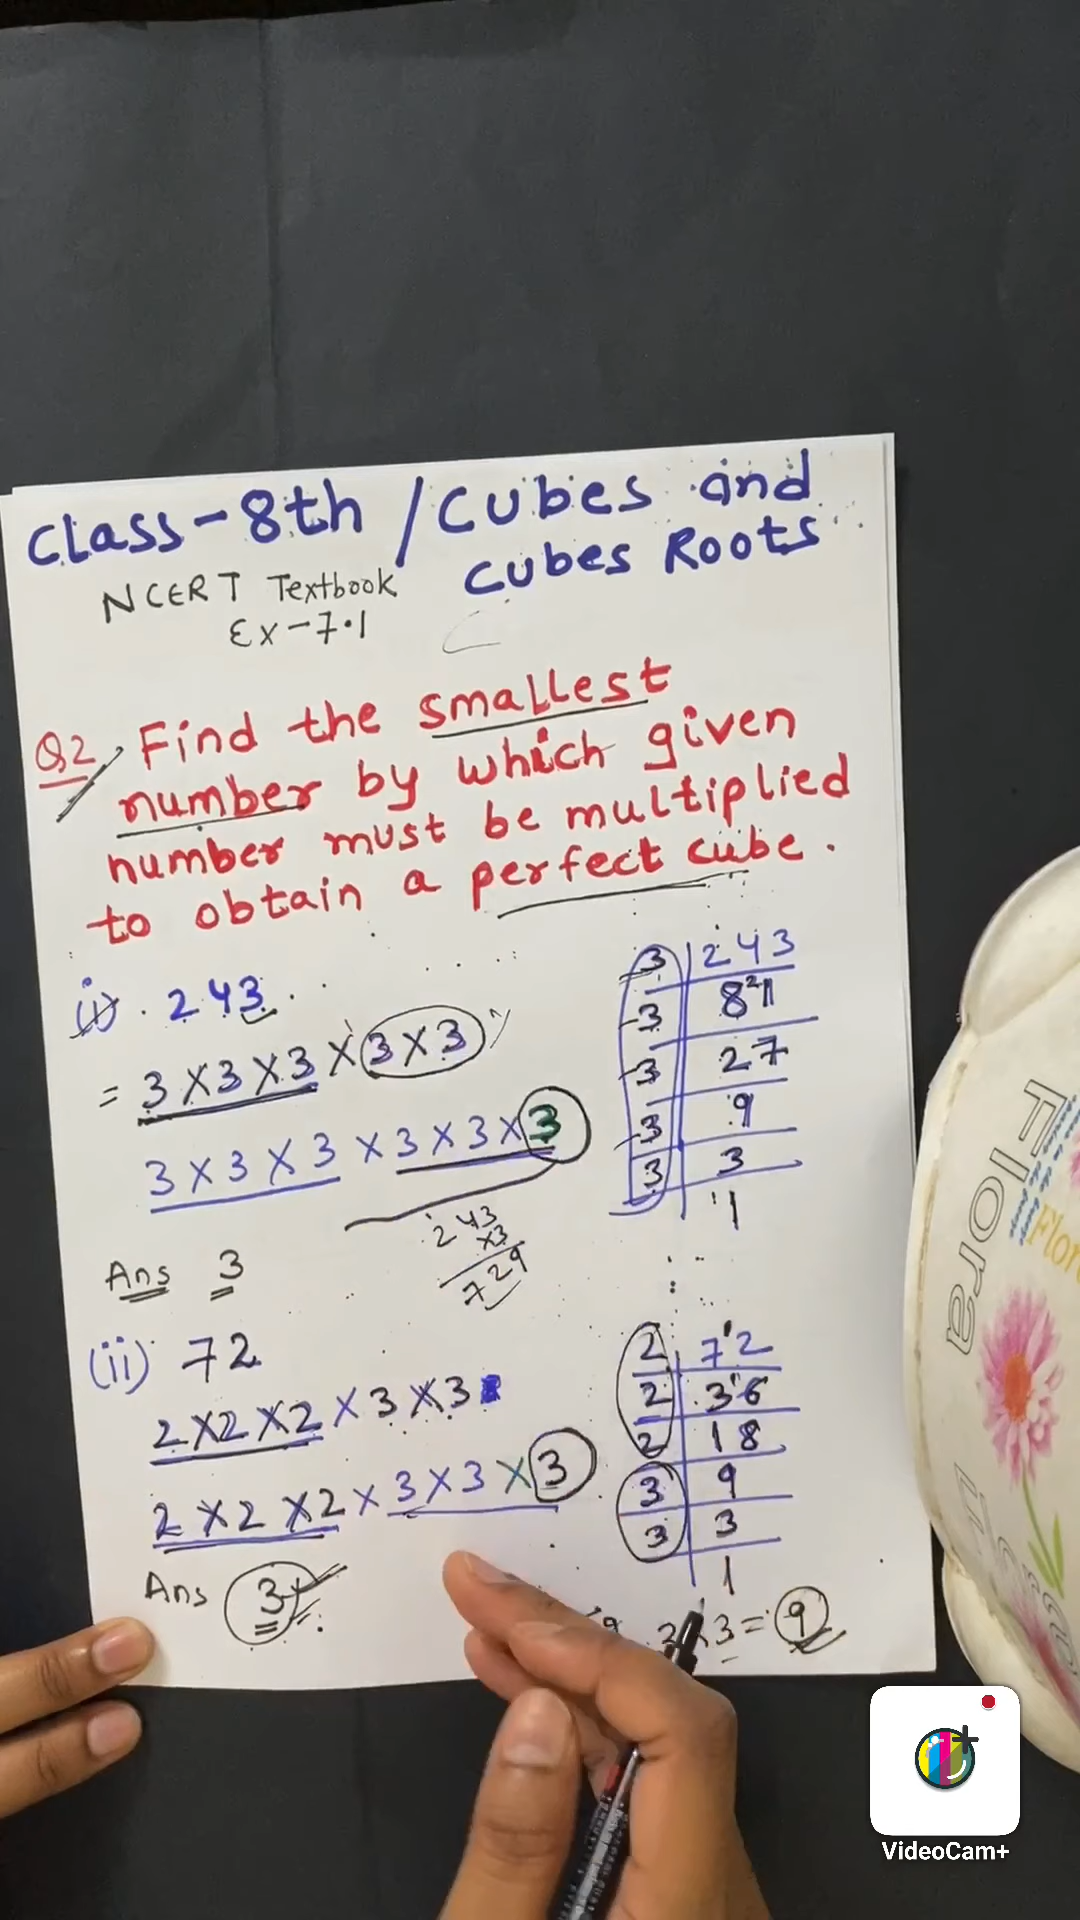 Class-8th / Cubes and
Cubes Roots
NCERT Textbook
Ex-7.1
Q2. Find the smallest
number by which given
number must be multiplied
to obtain a perfect cube.
(i) 243
= 3×3×3×3×3
3×3×3×3×3×3
243
×3
729
Ans 3
3 | 243
3 | 81
3 | 27
3 | 9
3 | 3
1
(ii) 72
2×2×2×3×3
2×2×2×3×3×3
Ans 3
2 | 72
2 | 36
2 | 18
3 | 9
3 | 3
1
3×3=9
Flora
Flora
VideoCam+